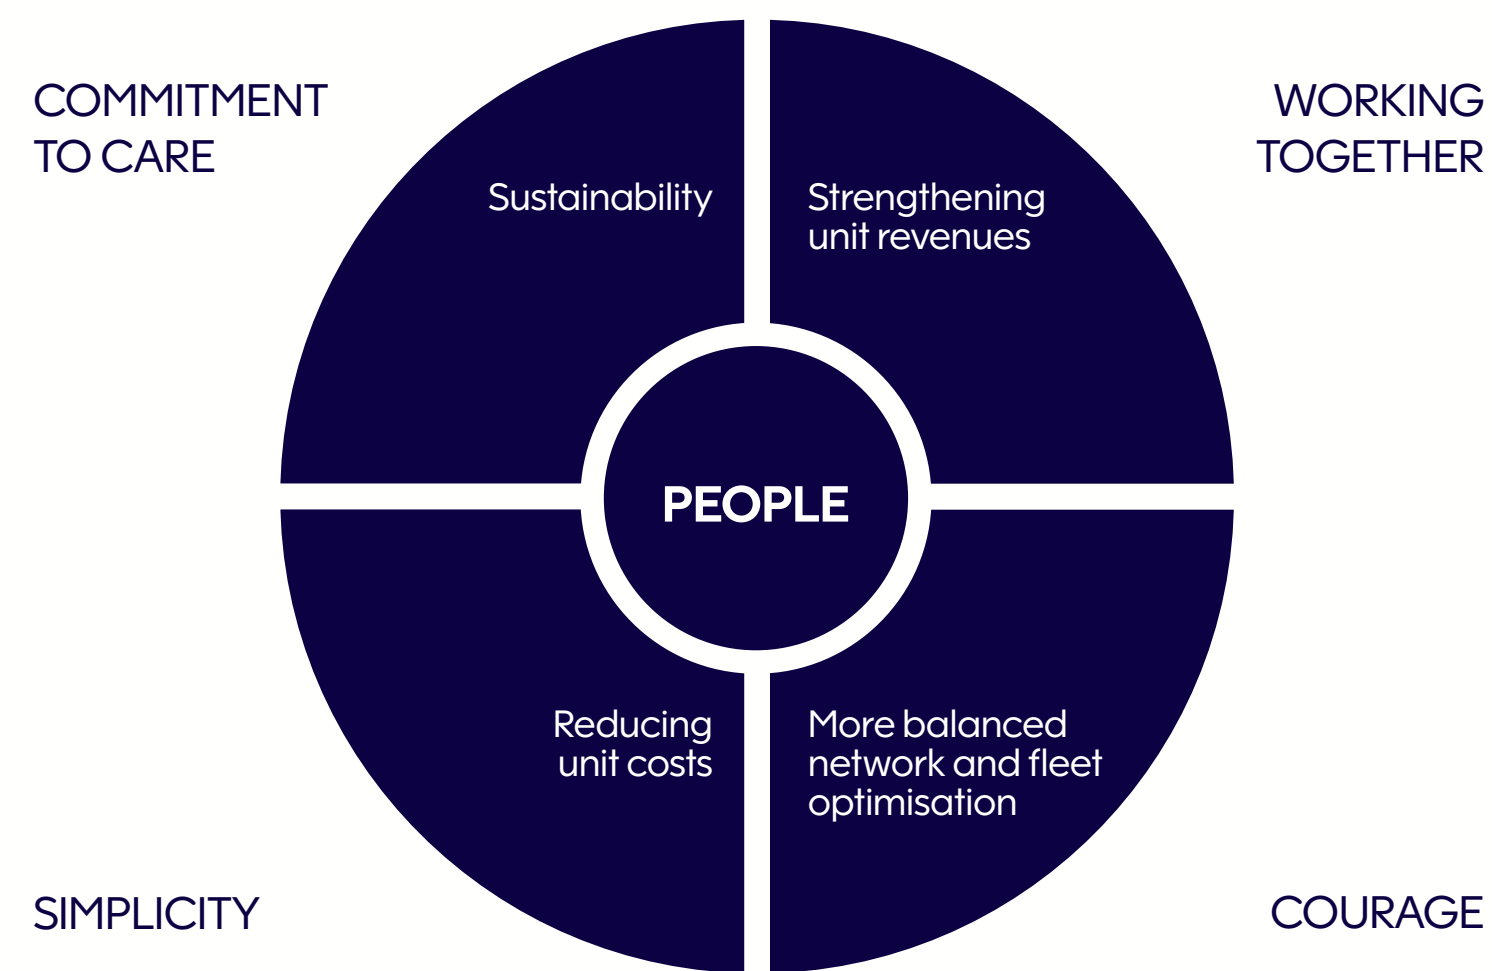 COMMITMENT
TO CARE
WORKING
TOGETHER
Sustainability
Strengthening
unit revenues
PEOPLE
Reducing
unit costs
More balanced
network and fleet
optimisation
SIMPLICITY
COURAGE